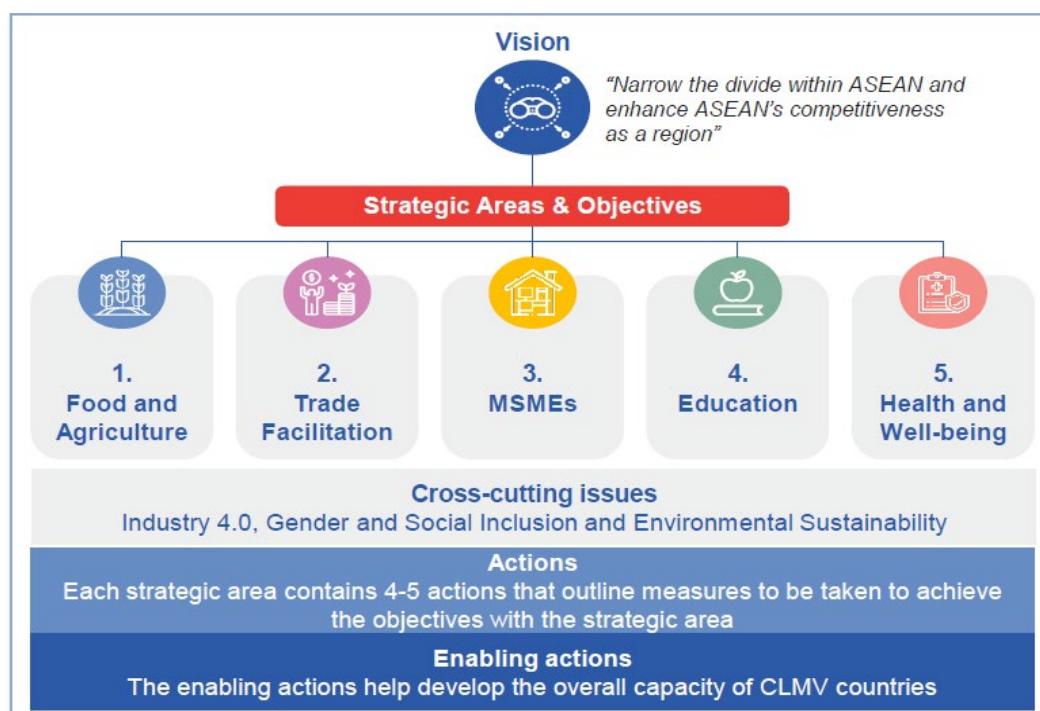 Vision
“Narrow the divide within ASEAN and
enhance ASEAN’s competitiveness
as a region”
Strategic Areas & Objectives
1.
Food and
Agriculture
2.
Trade
Facilitation
3.
MSMEs
4.
Education
5.
Health and
Well-being
Cross-cutting issues
Industry 4.0, Gender and Social Inclusion and Environmental Sustainability
Actions
Each strategic area contains 4-5 actions that outline measures to be taken to achieve
the objectives with the strategic area
Enabling actions
The enabling actions help develop the overall capacity of CLMV countries